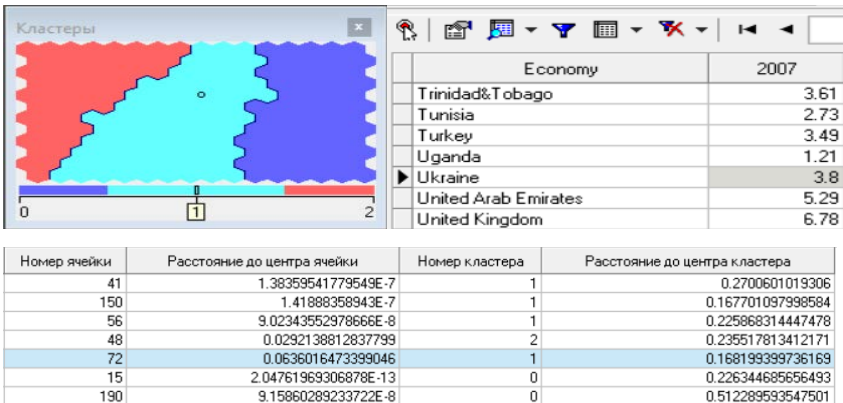 Кластеры
0 1 2
Economy 2007
Trinidad&Tobago 3.61
Tunisia 2.73
Turkey 3.49
Uganda 1.21
Ukraine 3.8
United Arab Emirates 5.29
United Kingdom 6.78
Номер ячейки Расстояние до центра ячейки Номер кластера Расстояние до центра кластера
41 1.38359541779549E-7 1 0.2700601019306
150 1.41888358943E-7 1 0.167701097998584
56 9.02343552978666E-8 1 0.225868314447478
48 0.0292138812837799 2 0.235517813412171
72 0.0636016473399046 1 0.168199399736169
15 2.04761969306878E-13 0 0.226344685656493
190 9.15860289233722E-8 0 0.512289593547501